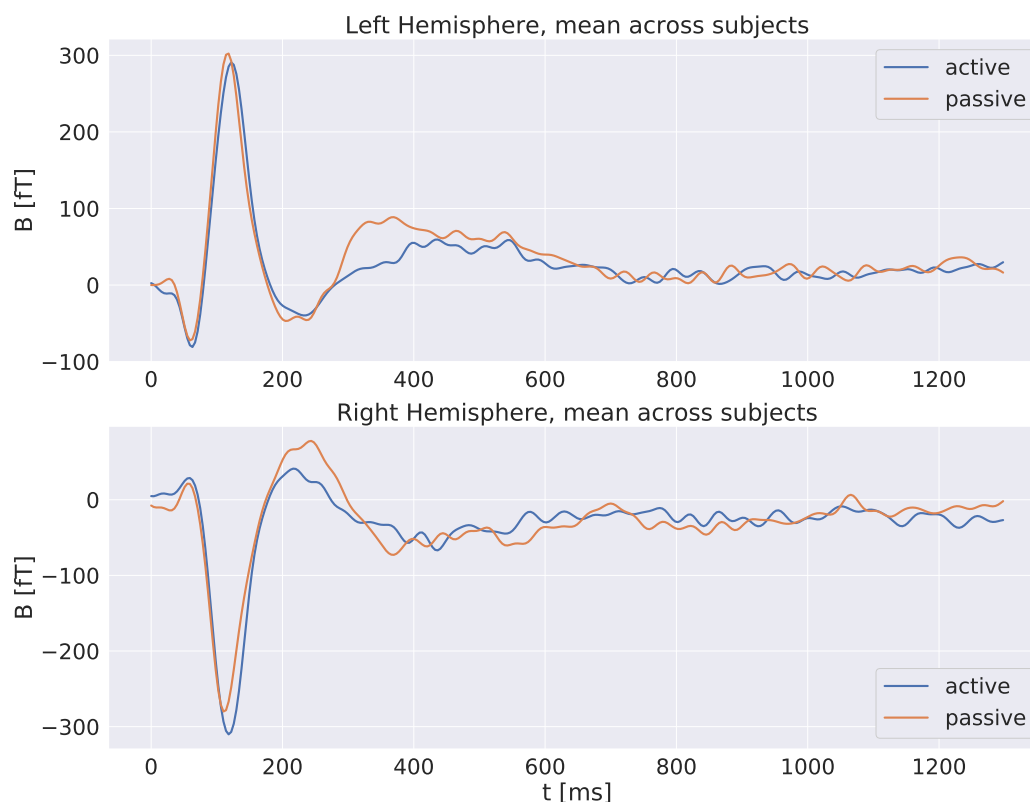 Left Hemisphere, mean across subjects
300
200
100
0
−100
B [fT]
active
passive
0 200 400 600 800 1000 1200
Right Hemisphere, mean across subjects
0
−100
−200
−300
B [fT]
active
passive
0 200 400 600 800 1000 1200
t [ms]